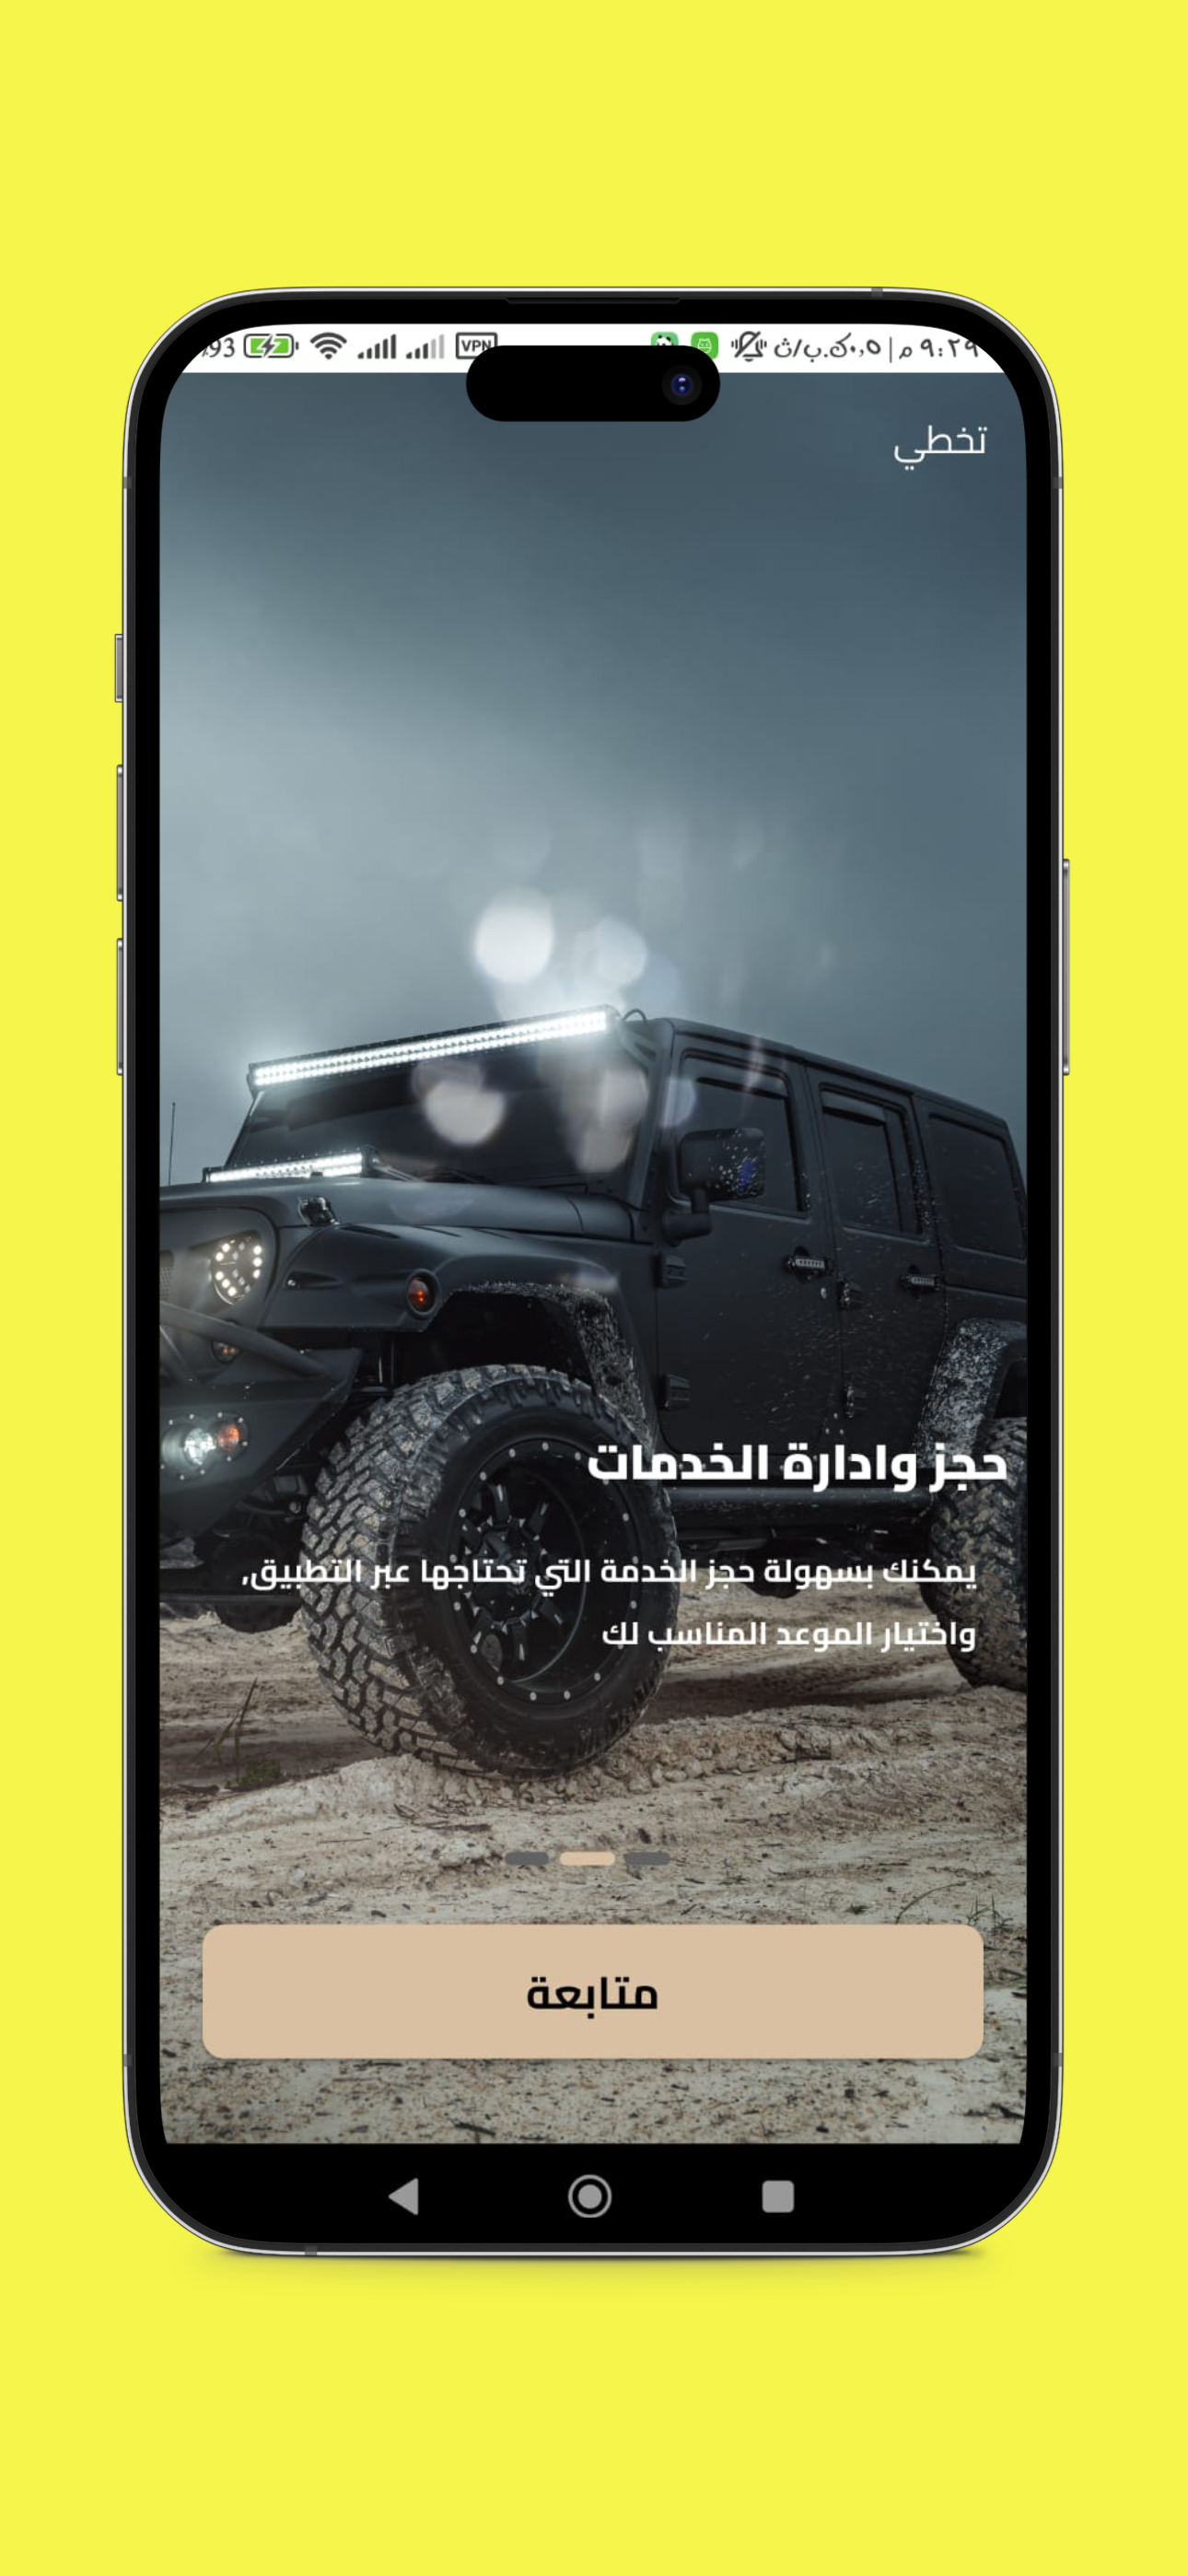 93 VPN ٠,٥ك.ب/ث | ٩:٢٩ م
تخطي
حجز وادارة الخدمات
يمكنك بسهولة حجز الخدمة التي تحتاجها عبر التطبيق,
واختيار الموعد المناسب لك
متابعة